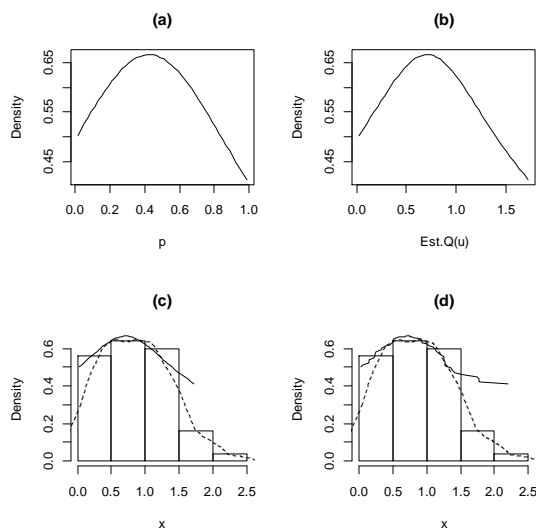 (a)
Density
0.45 0.55 0.65
0.0 0.2 0.4 0.6 0.8 1.0
p
(b)
Density
0.45 0.55 0.65
0.0 0.5 1.0 1.5
Est.Q(u)
(c)
Density
0.0 0.2 0.4 0.6
0.0 0.5 1.0 1.5 2.0 2.5
x
(d)
Density
0.0 0.2 0.4 0.6
0.0 0.5 1.0 1.5 2.0 2.5
x